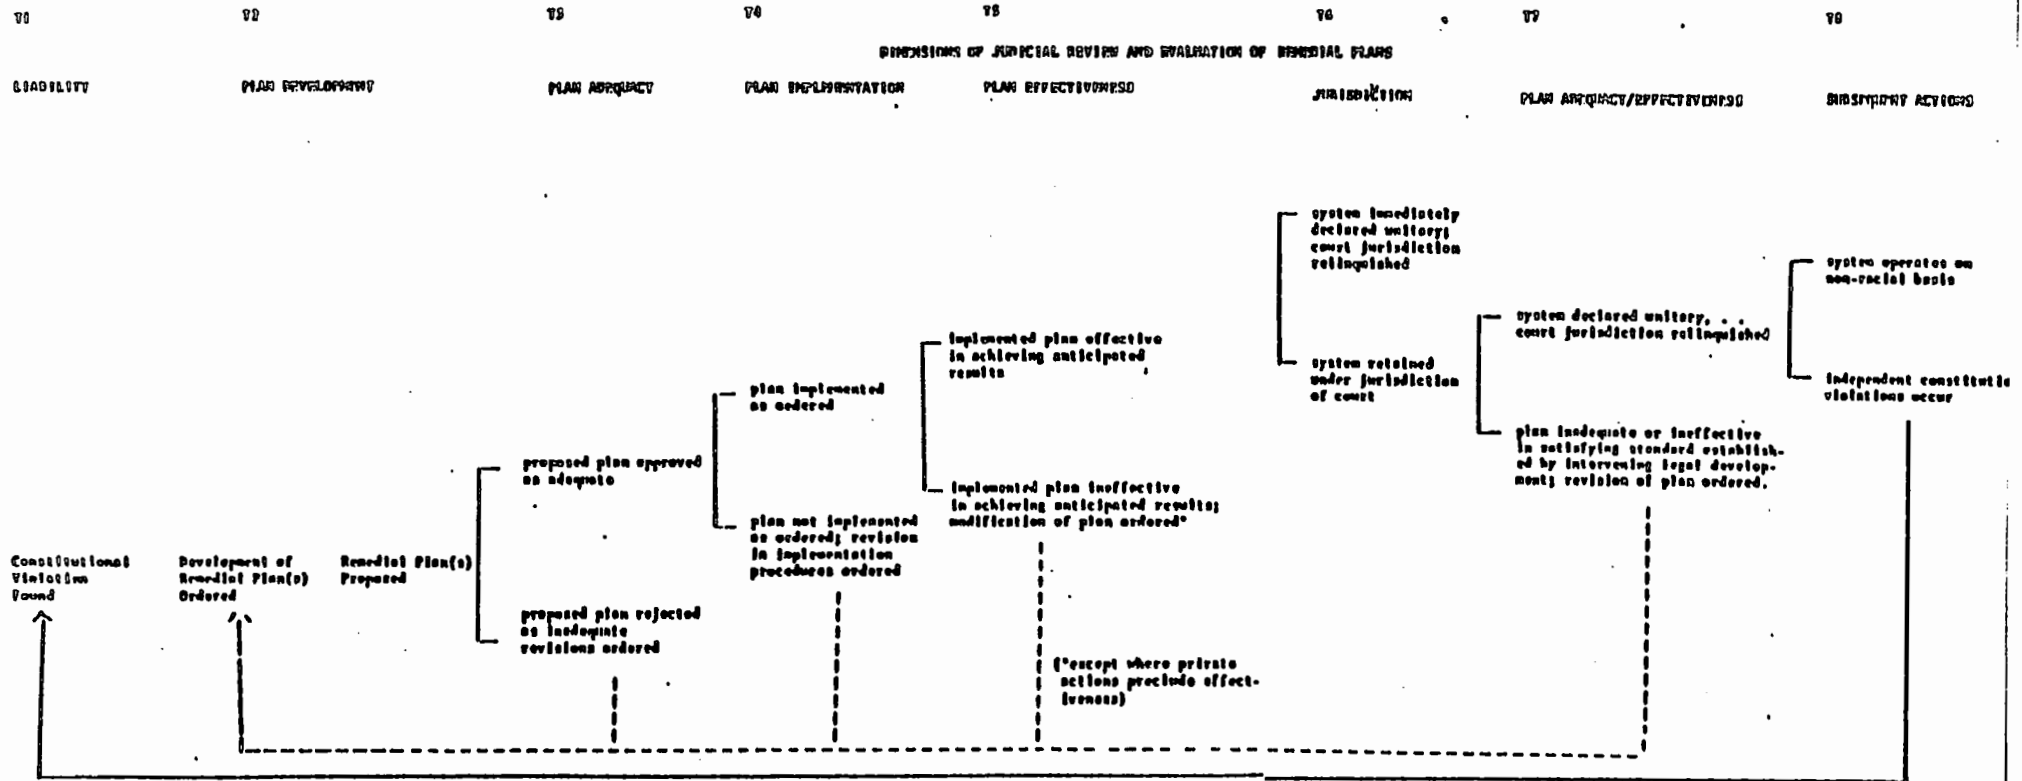 T1 T2 T3 T4 T5 T6 T7 T8
DIMENSIONS OF JUDICIAL REVIEW AND EVALUATION OF REMEDIAL PLANS
LIABILITY
PLAN DEVELOPMENT
PLAN ADEQUACY
PLAN IMPLEMENTATION
PLAN EFFECTIVENESS
JURISDICTION
PLAN ADEQUACY/EFFECTIVENESS
SUBSEQUENT ACTIONS
Constitutional
Violation
Found
Development of
Remedial Plan(s)
Ordered
Remedial Plan(s)
Proposed
proposed plan approved
as adequate
proposed plan rejected
as inadequate
revisions ordered
plan implemented
as ordered
plan not implemented
as ordered; revision
in implementation
procedures ordered
implemented plan effective
in achieving anticipated
results
implemented plan ineffective
in achieving anticipated results;
modification of plan ordered*
(*except where private
actions preclude effect-
iveness)
system immediately
declared unitary;
court jurisdiction
relinquished
system retained
under jurisdiction
of court
system declared unitary, . .
court jurisdiction relinquished
plan inadequate or ineffective
in satisfying standard establish-
ed by intervening legal develop-
ment; revision of plan ordered.
system operates on
non-racial basis
independent constitutio
violations occur